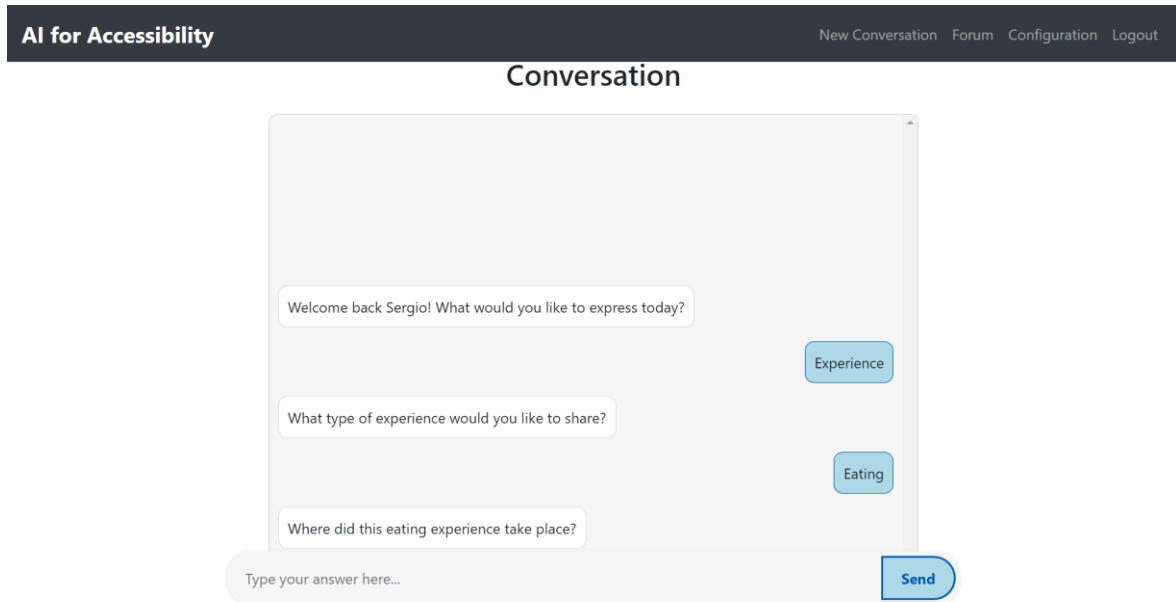 AI for Accessibility
New Conversation Forum Configuration Logout
Conversation
Welcome back Sergio! What would you like to express today?
Experience
What type of experience would you like to share?
Eating
Where did this eating experience take place?
Type your answer here...
Send